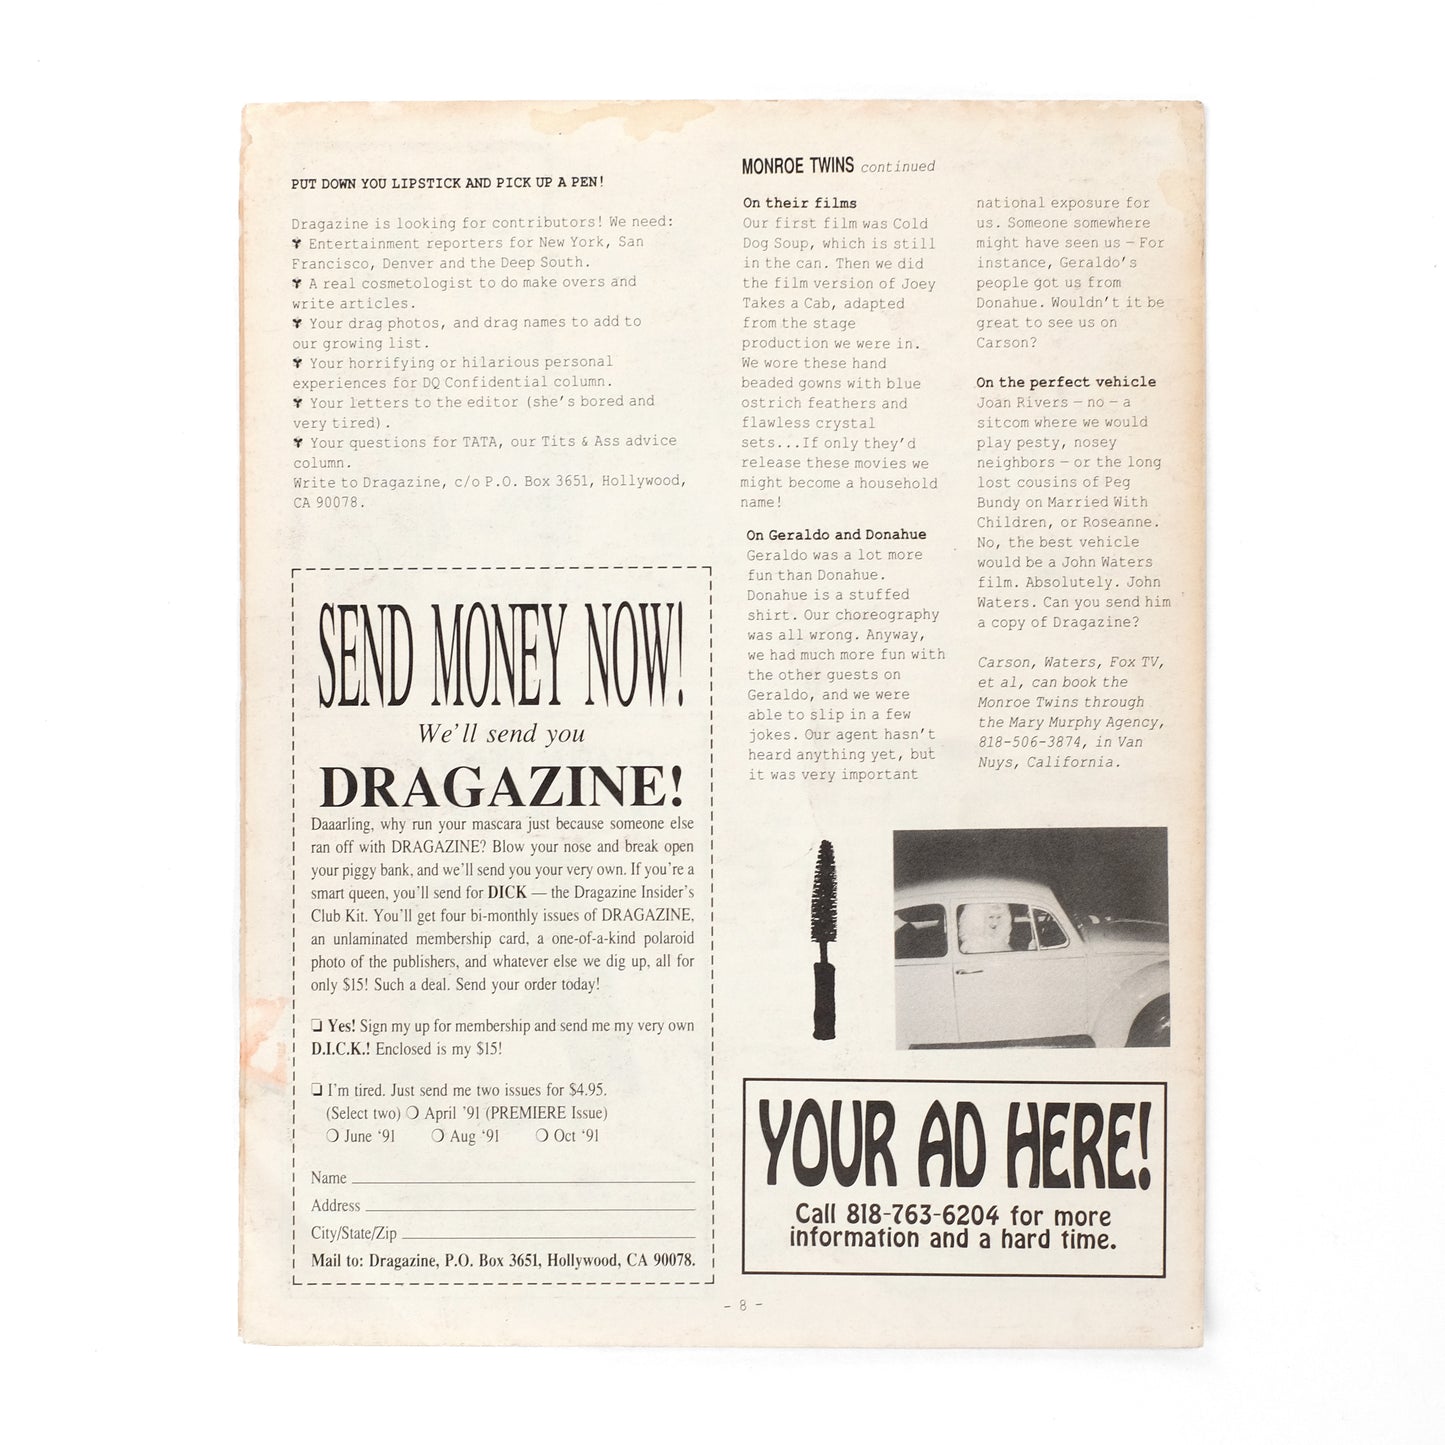 PUT DOWN YOU LIPSTICK AND PICK UP A PEN!
Dragazine is looking for contributors! We need:
Entertainment reporters for New York, San
Francisco, Denver and the Deep South.
A real cosmetologist to do make overs and
write articles.
Your drag photos, and drag names to add to
our growing list.
Your horrifying or hilarious personal
experiences for DQ Confidential column.
Your letters to the editor (she's bored and
very tired).
Your questions for TATA, our Tits & Ass advice
column.
Write to Dragazine, c/o P.O. Box 3651, Hollywood,
CA 90078.
SEND MONEY NOW!
We'll send you
DRAGAZINE!
Daaarling, why run your mascara just because someone else
ran off with DRAGAZINE? Blow your nose and break open
your piggy bank, and we'll send you your very own. If you're a
smart queen, you'll send for DICK — the Dragazine Insider's
Club Kit. You'll get four bi-monthly issues of DRAGAZINE,
an unlaminated membership card, a one-of-a-kind polaroid
photo of the publishers, and whatever else we dig up, all for
only $15! Such a deal. Send your order today!
❏ Yes! Sign my up for membership and send me my very own
D.I.C.K.! Enclosed is my $15!
❏ I'm tired. Just send me two issues for $4.95.
(Select two) ❍ April '91 (PREMIERE Issue)
❍ June '91 ❍ Aug '91 ❍ Oct '91
Name
Address
City/State/Zip
Mail to: Dragazine, P.O. Box 3651, Hollywood, CA 90078.
MONROE TWINS continued
On their films
Our first film was Cold
Dog Soup, which is still
in the can. Then we did
the film version of Joey
Takes a Cab, adapted
from the stage
production we were in.
We wore these hand
beaded gowns with blue
ostrich feathers and
flawless crystal
sets...If only they'd
release these movies we
might become a household
name!
On Geraldo and Donahue
Geraldo was a lot more
fun than Donahue.
Donahue is a stuffed
shirt. Our choreography
was all wrong. Anyway,
we had much more fun with
the other guests on
Geraldo, and we were
able to slip in a few
jokes. Our agent hasn't
heard anything yet, but
it was very important
national exposure for
us. Someone somewhere
might have seen us — For
instance, Geraldo's
people got us from
Donahue. Wouldn't it be
great to see us on
Carson?
On the perfect vehicle
Joan Rivers — no — a
sitcom where we would
play pesty, nosey
neighbors — or the long
lost cousins of Peg
Bundy on Married With
Children, or Roseanne.
No, the best vehicle
would be a John Waters
film. Absolutely. John
Waters. Can you send him
a copy of Dragazine?
Carson, Waters, Fox TV,
et al, can book the
Monroe Twins through
the Mary Murphy Agency,
818-506-3874, in Van
Nuys, California.
YOUR AD HERE!
Call 818-763-6204 for more
information and a hard time.
- 8 -